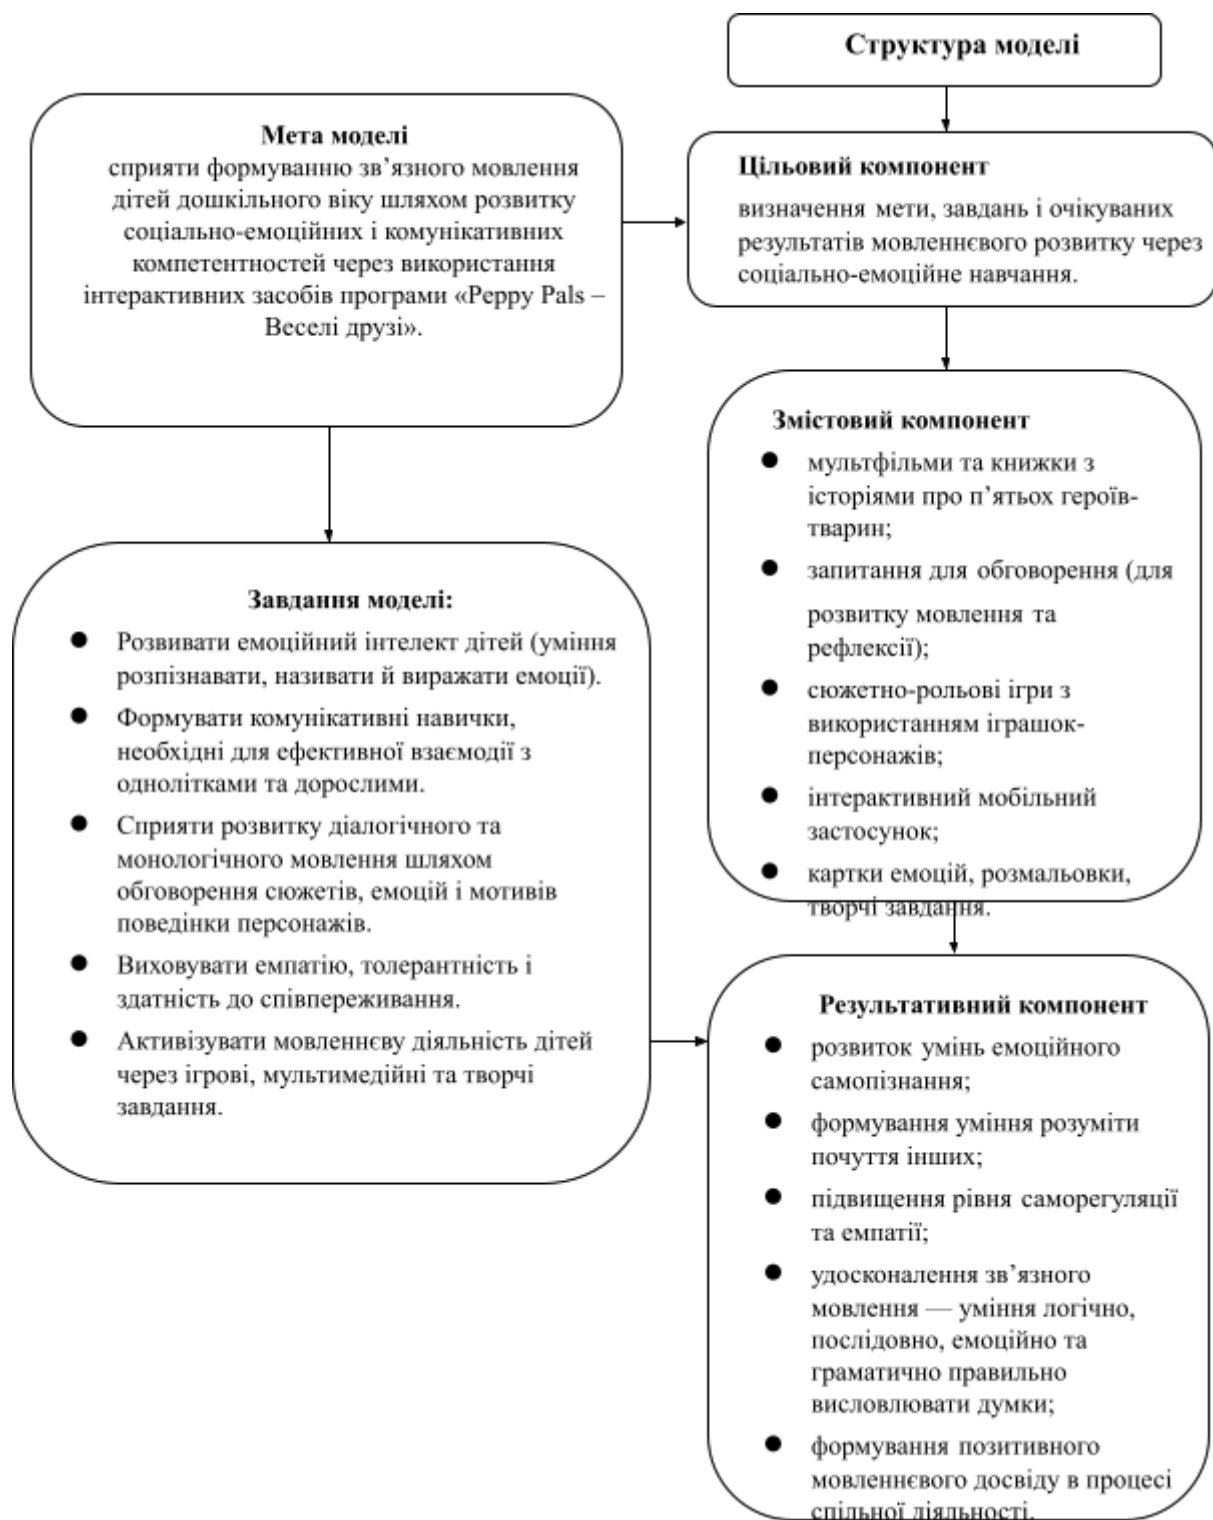 Структура моделі
Мета моделі
сприяти формуванню зв’язного мовлення
дітей дошкільного віку шляхом розвитку
соціально-емоційних і комунікативних
компетентностей через використання
інтерактивних засобів програми «Peppy Pals –
Веселі друзі».
Цільовий компонент
визначення мети, завдань і очікуваних
результатів мовленнєвого розвитку через
соціально-емоційне навчання.
Змістовий компонент
● мультфільми та книжки з
історіями про п’ятьох героїв-
тварин;
● запитання для обговорення (для
розвитку мовлення та
рефлексії);
● сюжетно-рольові ігри з
використанням іграшок-
персонажів;
● інтерактивний мобільний
застосунок;
● картки емоцій, розмальовки,
творчі завдання.
Завдання моделі:
● Розвивати емоційний інтелект дітей (уміння
розпізнавати, називати й виражати емоції).
● Формувати комунікативні навички,
необхідні для ефективної взаємодії з
однолітками та дорослими.
● Сприяти розвитку діалогічного та
монологічного мовлення шляхом
обговорення сюжетів, емоцій і мотивів
поведінки персонажів.
● Виховувати емпатію, толерантність і
здатність до співпереживання.
● Активізувати мовленнєву діяльність дітей
через ігрові, мультимедійні та творчі
завдання.
Результативний компонент
● розвиток умінь емоційного
самопізнання;
● формування уміння розуміти
почуття інших;
● підвищення рівня саморегуляції
та емпатії;
● удосконалення зв’язного
мовлення — уміння логічно,
послідовно, емоційно та
граматично правильно
висловлювати думки;
● формування позитивного
мовленнєвого досвіду в процесі
спільної діяльності.